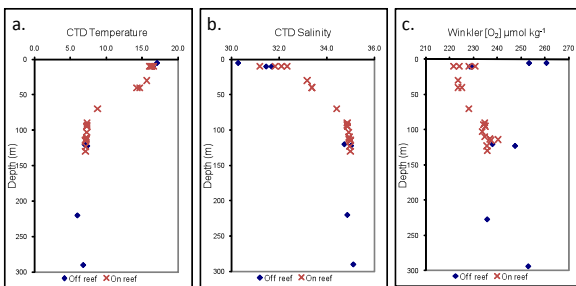 a.
CTD Temperature
0.0 5.0 10.0 15.0 20.0
0
50
100
150
200
250
300
Depth (m)
Off reef On reef
b.
CTD Salinity
30.0 32.0 34.0 36.0
0
50
100
150
200
250
300
Depth (m)
Off reef On reef
c.
Winkler [O₂] µmol kg⁻¹
210 220 230 240 250 260 270
0
50
100
150
200
250
300
Depth (m)
Off reef On reef